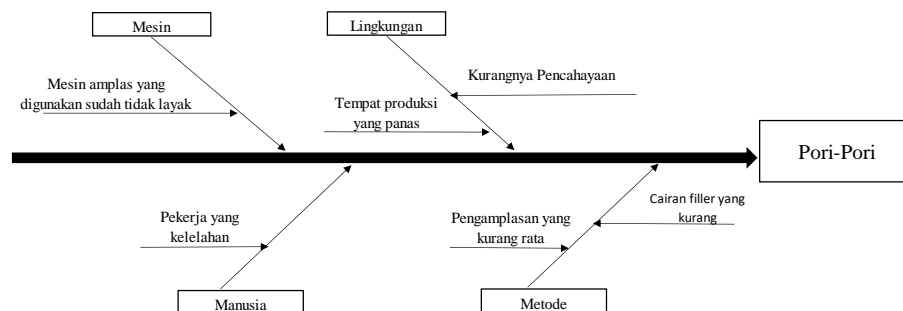 Mesin
Lingkungan
Mesin amplas yang
digunakan sudah tidak layak
Kurangnya Pencahayaan
Tempat produksi
yang panas
Pori-Pori
Pekerja yang
kelelahan
Pengamplasan yang
kurang rata
Cairan filler yang
kurang
Manusia
Metode